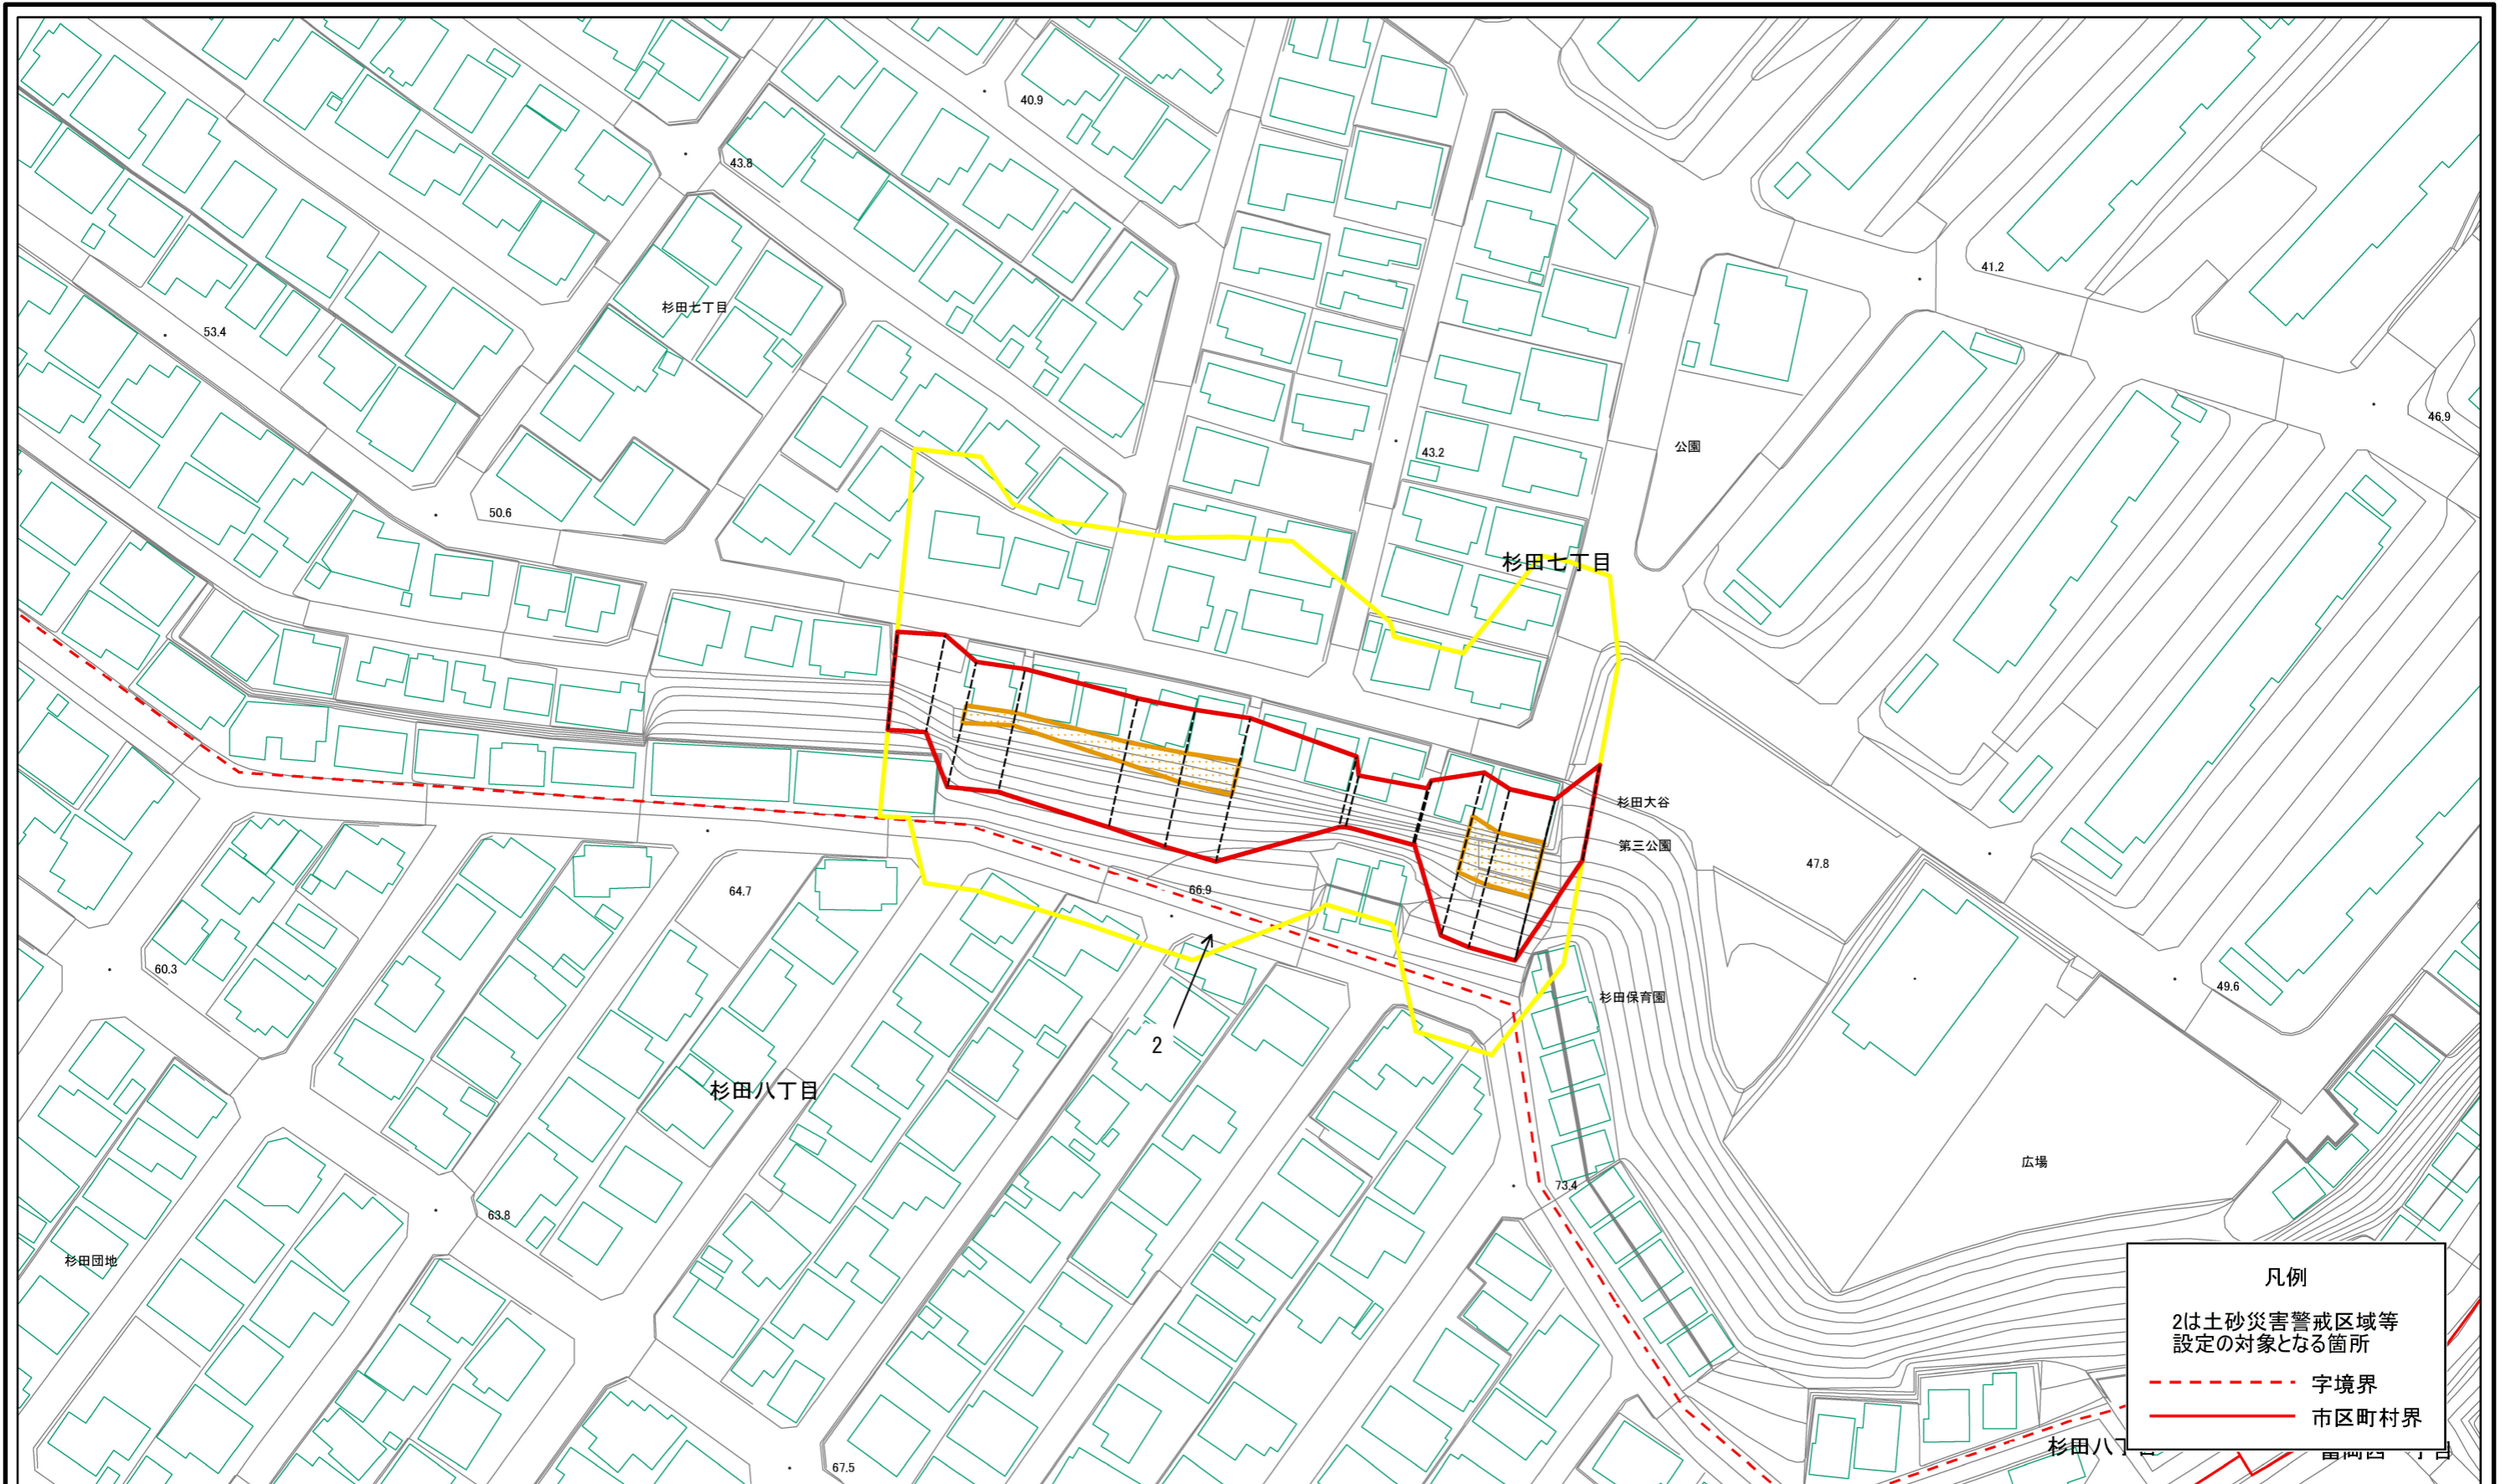 40.9
43.8
41.2
杉田七丁目
53.4
46.9
43.2
公園
50.6
杉田七丁目
杉田大谷
第三公園
47.8
64.7
66.9
60.3
49.6
杉田保育園
2
杉田八丁目
広場
73.4
63.8
杉田団地
凡例
2は土砂災害警戒区域等
設定の対象となる箇所
字境界
市区町村界
杉田八丁目
67.5